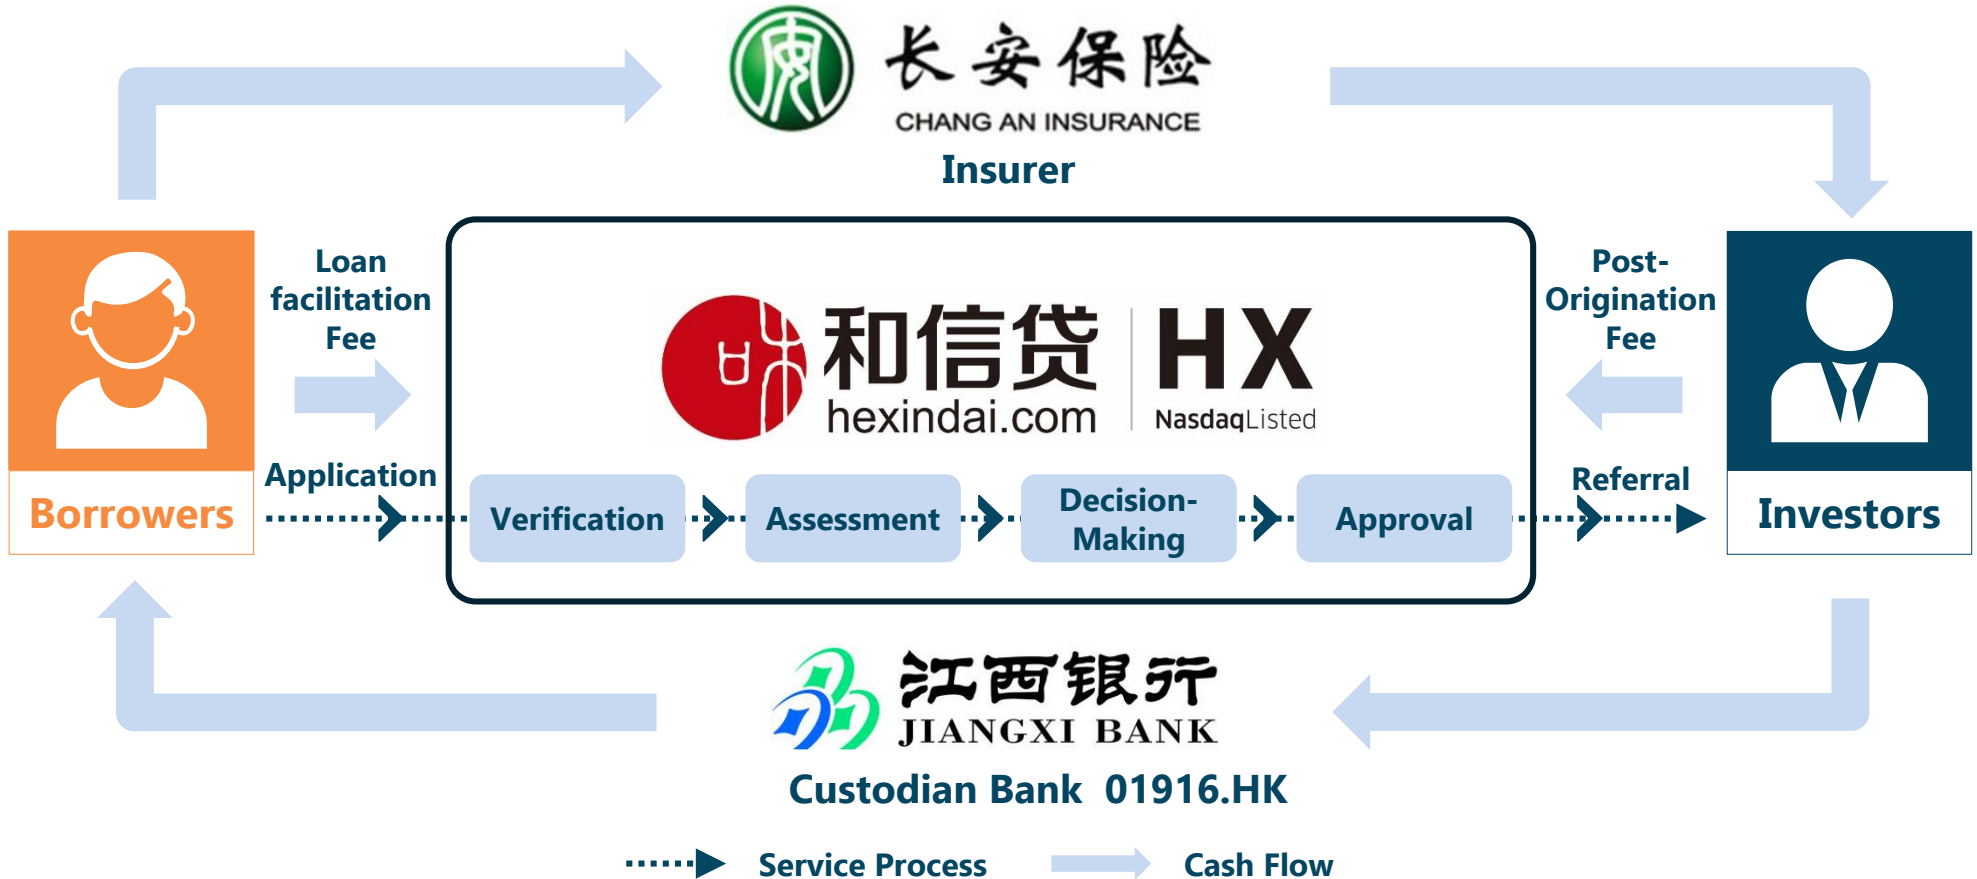 长安保险
CHANG AN INSURANCE
Insurer
Loan
facilitation
Fee
Post-
Origination
Fee
和信贷
hexindai.com
HX
NasdaqListed
Application
Referral
Borrowers
Verification
Assessment
Decision-
Making
Approval
Investors
江西银行
JIANGXI BANK
Custodian Bank 01916.HK
Service Process
Cash Flow